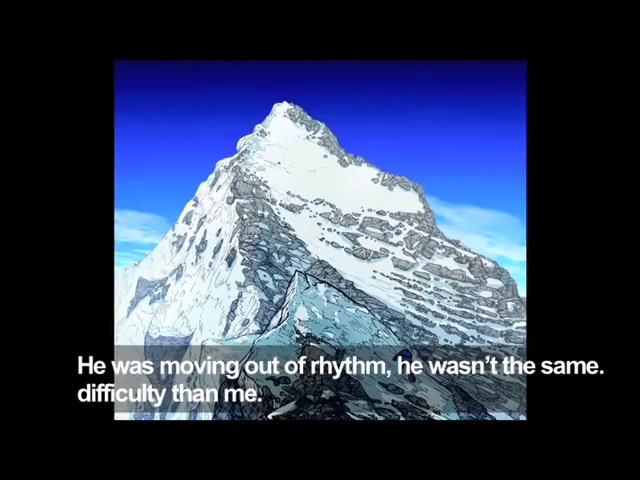 He was moving out of rhythm, he wasn't the same.
difficulty than me.